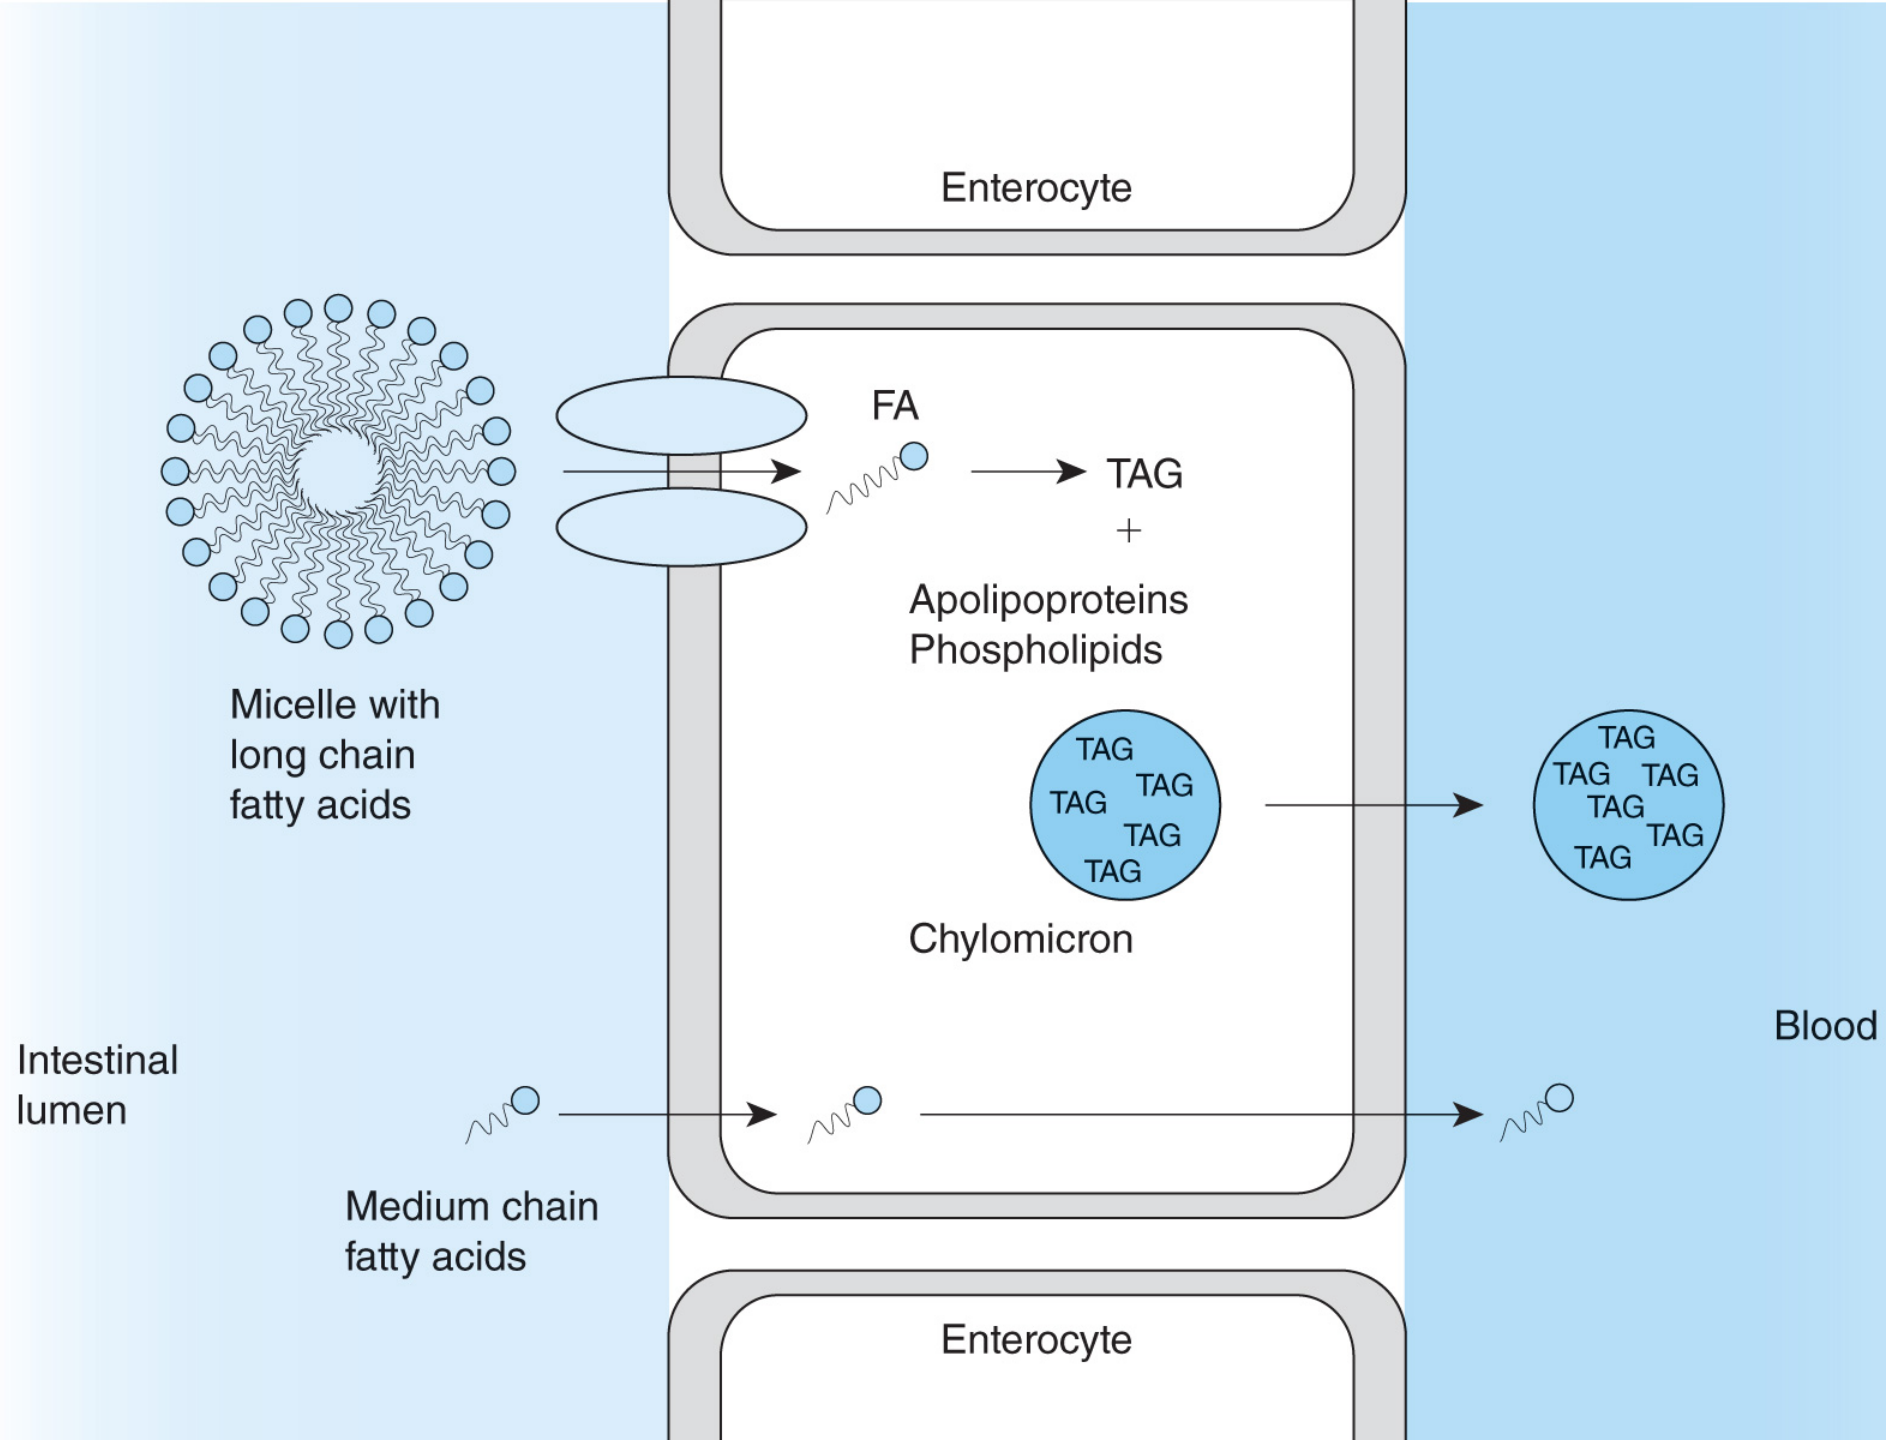 Enterocyte
FA
TAG
+
Apolipoproteins
Phospholipids
Micelle with
long chain
fatty acids
TAG
TAG
TAG
TAG
TAG
Chylomicron
TAG
TAG TAG
TAG
TAG
TAG
Blood
Intestinal
lumen
Medium chain
fatty acids
Enterocyte